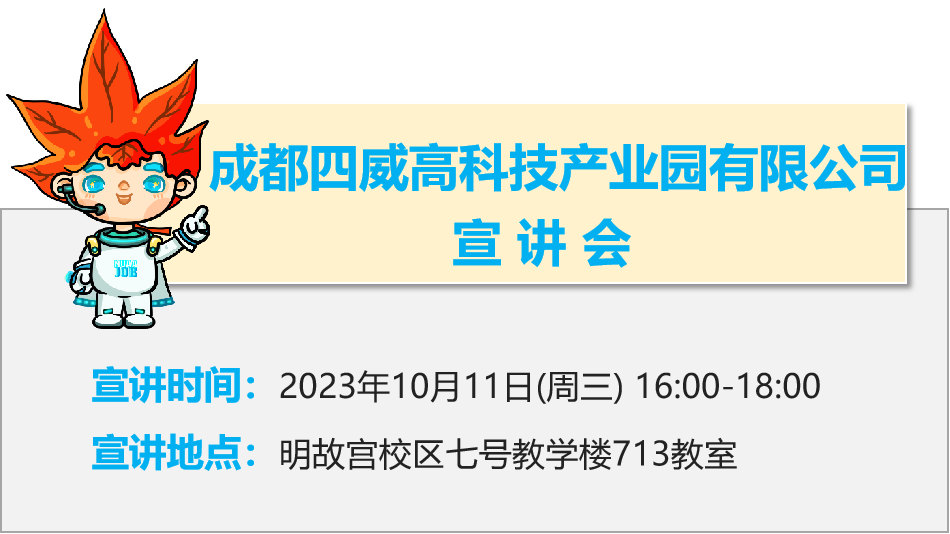 成都四威高科技产业园有限公司
宣讲会
JOB
宣讲时间：2023年10月11日(周三) 16:00-18:00
宣讲地点：明故宫校区七号教学楼713教室